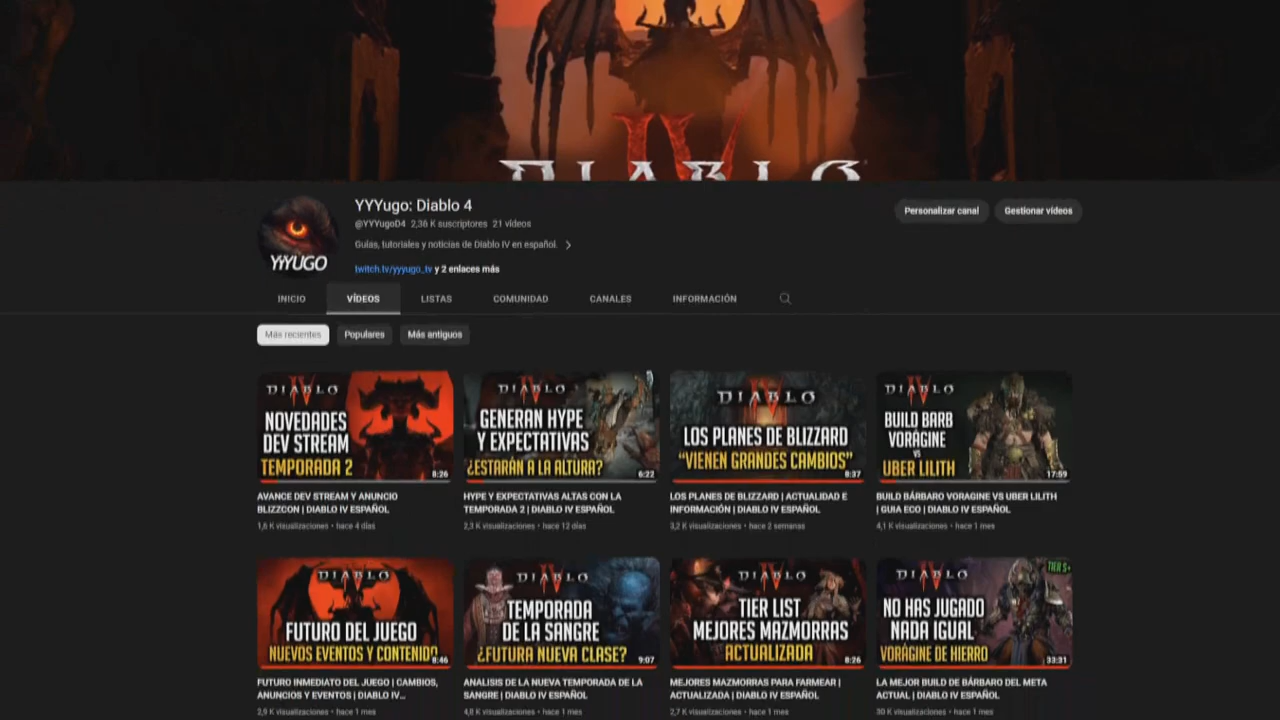 DIABLO
IV
YYYugo: Diablo 4
@YYYugoD4 2,36 K suscriptores 21 vídeos
Guías, tutoriales y noticias de Diablo IV en español.
twitch.tv/yyyugo_tv y 2 enlaces más
YYYUGO
Personalizar canal
Gestionar vídeos
INICIO VÍDEOS LISTAS COMUNIDAD CANALES INFORMACIÓN
Más recientes Populares Más antiguos
DIABLO IV
NOVEDADES
DEV STREAM
TEMPORADA 2
8:26
AVANCE DEV STREAM Y ANUNCIO
BLIZZCON | DIABLO IV ESPAÑOL
1,6 K visualizaciones • hace 4 días
DIABLO IV
GENERAN HYPE
Y EXPECTATIVAS
¿ESTARÁN A LA ALTURA?
6:22
HYPE Y EXPECTATIVAS ALTAS CON LA
TEMPORADA 2 | DIABLO IV ESPAÑOL
2,3 K visualizaciones • hace 12 días
DIABLO IV
LOS PLANES DE BLIZZARD
“VIENEN GRANDES CAMBIOS”
8:37
LOS PLANES DE BLIZZARD | ACTUALIDAD E
INFORMACIÓN | DIABLO IV ESPAÑOL
3,2 K visualizaciones • hace 2 semanas
DIABLO IV
BUILD BARB
VORÁGINE
VS
UBER LILITH
17:59
BUILD BÁRBARO VORAGINE VS UBER LILITH
| GUIA ECO | DIABLO IV ESPAÑOL
4,1 K visualizaciones • hace 1 mes
DIABLO IV
FUTURO DEL JUEGO
NUEVOS EVENTOS Y CONTENIDO
8:46
FUTURO INMEDIATO DEL JUEGO | CAMBIOS,
ANUNCIOS Y EVENTOS | DIABLO IV...
2,9 K visualizaciones • hace 1 mes
DIABLO IV
TEMPORADA
DE LA SANGRE
¿FUTURA NUEVA CLASE?
9:07
ANALISIS DE LA NUEVA TEMPORADA DE LA
SANGRE | DIABLO IV ESPAÑOL
4,8 K visualizaciones • hace 1 mes
DIABLO IV
TIER LIST
MEJORES MAZMORRAS
ACTUALIZADA
8:26
MEJORES MAZMORRAS PARA FARMEAR |
ACTUALIZADA | DIABLO IV ESPAÑOL
2,7 K visualizaciones • hace 1 mes
DIABLO IV
TIER S+
NO HAS JUGADO
NADA IGUAL
VORÁGINE DE HIERRO
33:31
LA MEJOR BUILD DE BÁRBARO DEL META
ACTUAL | DIABLO IV ESPAÑOL
30 K visualizaciones • hace 1 mes